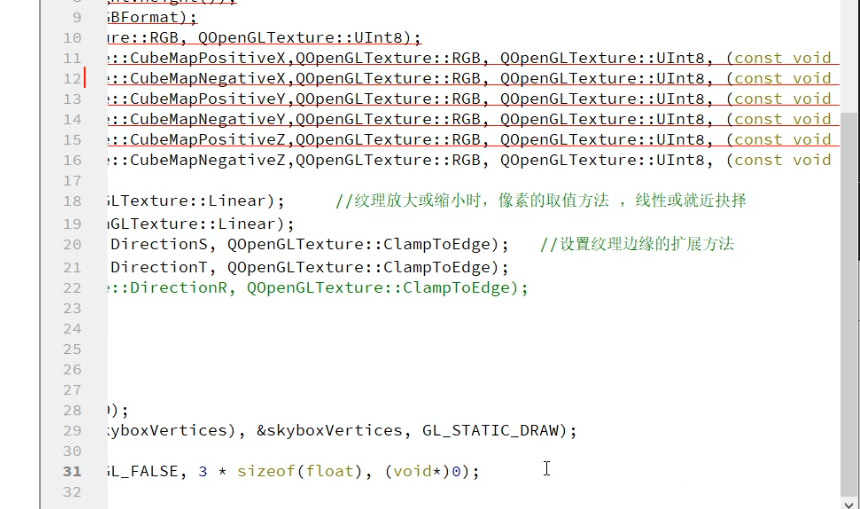 8 .height());
9 GBFormat);
10 ure::RGB, QOpenGLTexture::UInt8);
11 e::CubeMapPositiveX,QOpenGLTexture::RGB, QOpenGLTexture::UInt8, (const void
12 e::CubeMapNegativeX,QOpenGLTexture::RGB, QOpenGLTexture::UInt8, (const void
13 e::CubeMapPositiveY,QOpenGLTexture::RGB, QOpenGLTexture::UInt8, (const void
14 e::CubeMapNegativeY,QOpenGLTexture::RGB, QOpenGLTexture::UInt8, (const void
15 e::CubeMapPositiveZ,QOpenGLTexture::RGB, QOpenGLTexture::UInt8, (const void
16 e::CubeMapNegativeZ,QOpenGLTexture::RGB, QOpenGLTexture::UInt8, (const void
17
18 GLTexture::Linear); //纹理放大或缩小时，像素的取值方法 ，线性或就近抉择
19 nGLTexture::Linear);
20 DirectionS, QOpenGLTexture::ClampToEdge); //设置纹理边缘的扩展方法
21 DirectionT, QOpenGLTexture::ClampToEdge);
22 e::DirectionR, QOpenGLTexture::ClampToEdge);
23
24
25
26
27
28 );
29 kyboxVertices), &skyboxVertices, GL_STATIC_DRAW);
30
31 GL_FALSE, 3 * sizeof(float), (void*)0);
32